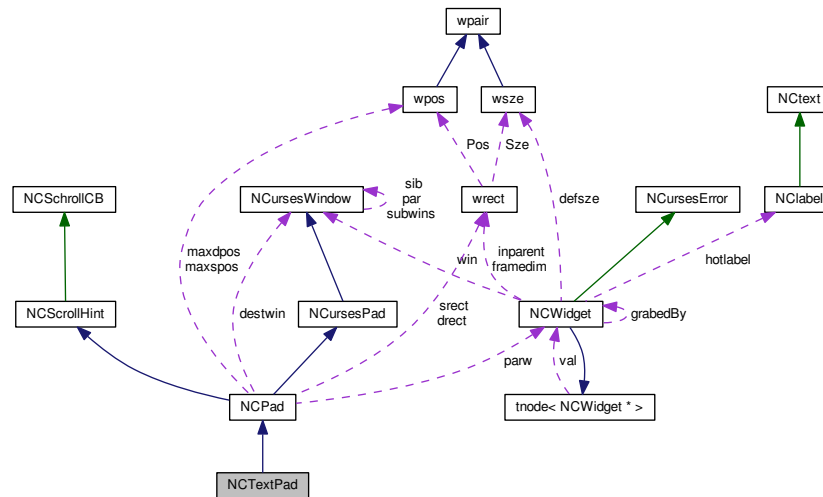 wpair
wpos
wsze
NCtext
Pos
Sze
NCSchrollCB
NCursesWindow
sib
par
subwins
wrect
defsze
NCursesError
NClabel
maxdpos
maxspos
win
inparent
framedim
hotlabel
NCScrollHint
destwin
NCursesPad
srect
drect
NCWidget
grabedBy
parw
val
NCPad
tnode< NCWidget * >
NCTextPad